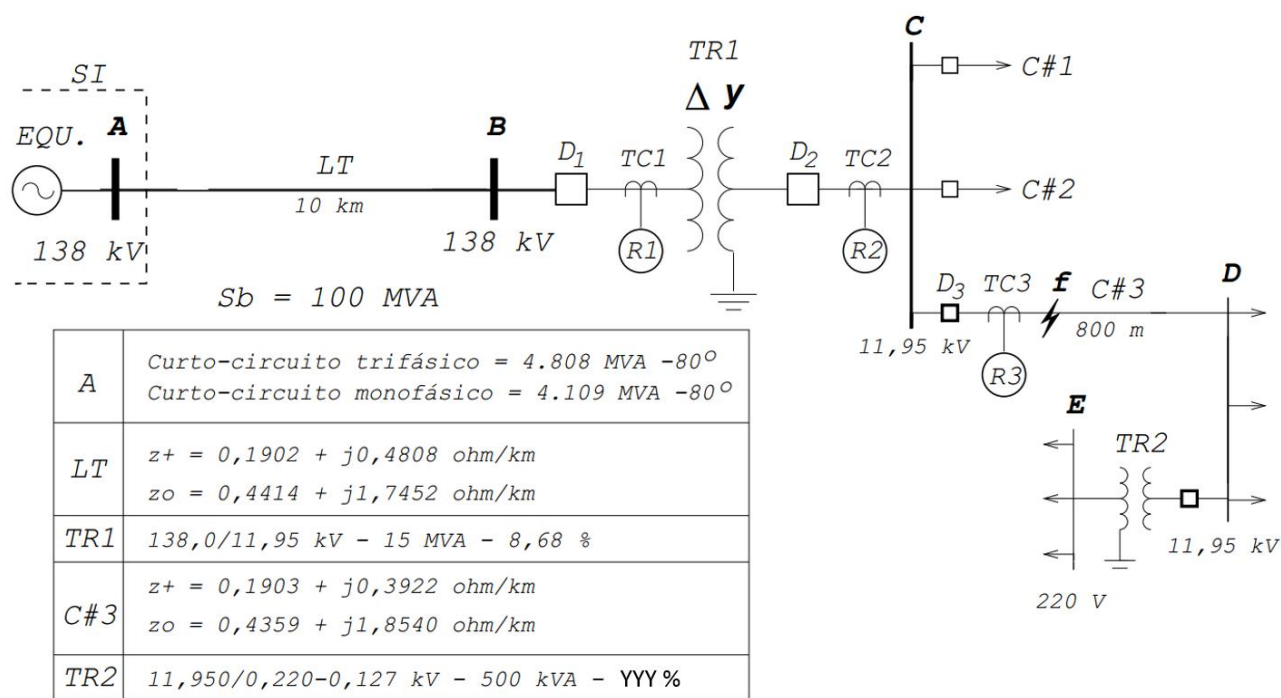 SI
EQU.
A
138 kV
LT
10 km
B
138 kV
D1
TC1
R1
TR1
Δ y
D2
TC2
R2
C
C#1
C#2
D3
TC3
R3
f
C#3
800 m
D
11,95 kV
E
TR2
11,95 kV
220 V
Sb = 100 MVA
A
Curto-circuito trifásico = 4.808 MVA -80º
Curto-circuito monofásico = 4.109 MVA -80º
LT
z+ = 0,1902 + j0,4808 ohm/km
zo = 0,4414 + j1,7452 ohm/km
TR1
138,0/11,95 kV - 15 MVA - 8,68 %
C#3
z+ = 0,1903 + j0,3922 ohm/km
zo = 0,4359 + j1,8540 ohm/km
TR2
11,950/0,220-0,127 kV - 500 kVA - YYY %